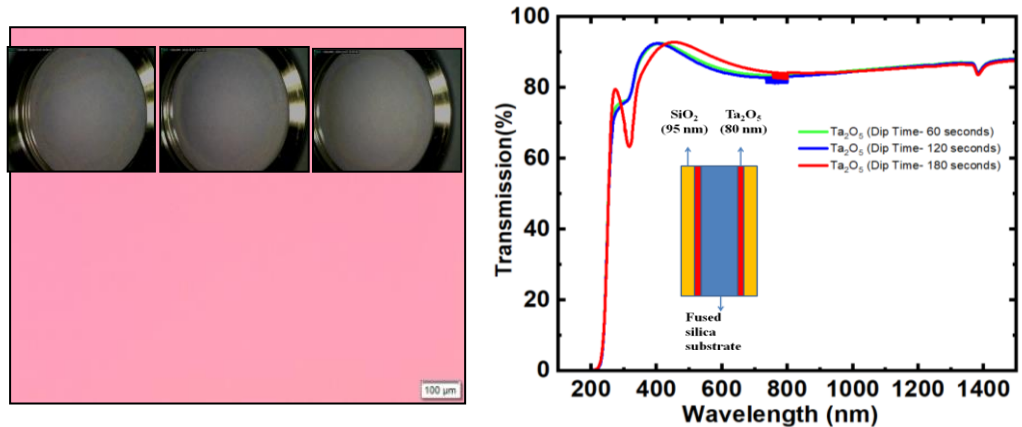 100 µm
Transmission(%)
100
80
60
40
20
0
200 400 600 800 1000 1200 1400
Wavelength (nm)
SiO₂
(95 nm)
Ta₂O₅
(80 nm)
Fused
silica
substrate
Ta₂O₅ (Dip Time- 60 seconds)
Ta₂O₅ (Dip Time- 120 seconds)
Ta₂O₅ (Dip Time- 180 seconds)